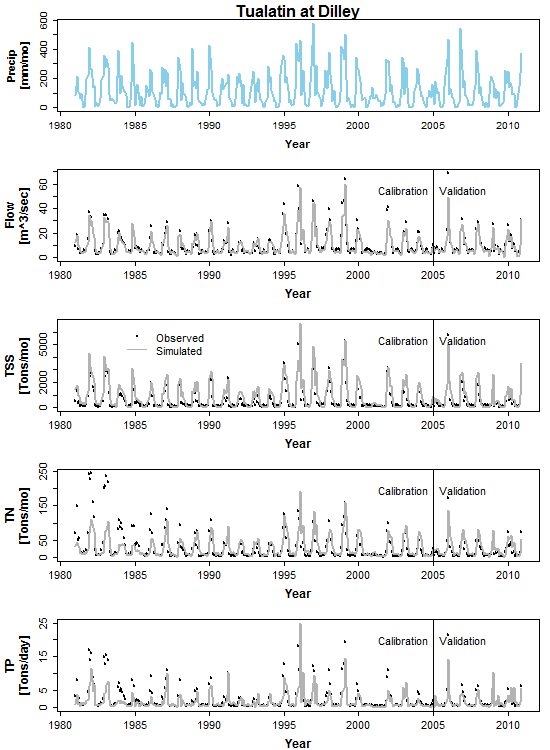 Tualatin at Dilley
Precip
[mm/mo]
0 200 400 600
1980 1985 1990 1995 2000 2005 2010
Year
Flow
[m^3/sec]
0 20 40 60
Calibration Validation
1980 1985 1990 1995 2000 2005 2010
Year
TSS
[Tons/mo]
0 2000 5000
Observed
Simulated
Calibration Validation
1980 1985 1990 1995 2000 2005 2010
Year
TN
[Tons/mo]
0 50 150 250
Calibration Validation
1980 1985 1990 1995 2000 2005 2010
Year
TP
[Tons/day]
0 5 15 25
Calibration Validation
1980 1985 1990 1995 2000 2005 2010
Year